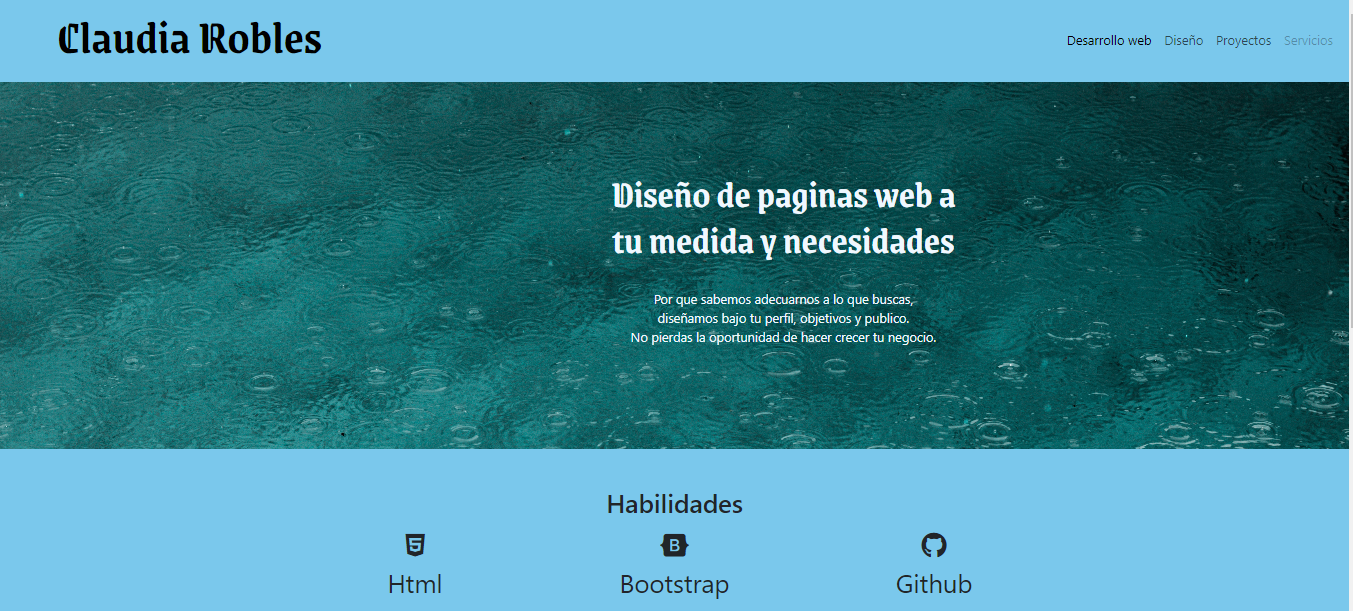 Claudia Robles
Desarrollo web Diseño Proyectos Servicios
Diseño de paginas web a
tu medida y necesidades
Por que sabemos adecuarnos a lo que buscas,
diseñamos bajo tu perfil, objetivos y publico.
No pierdas la oportunidad de hacer crecer tu negocio.
Habilidades
Html Bootstrap Github